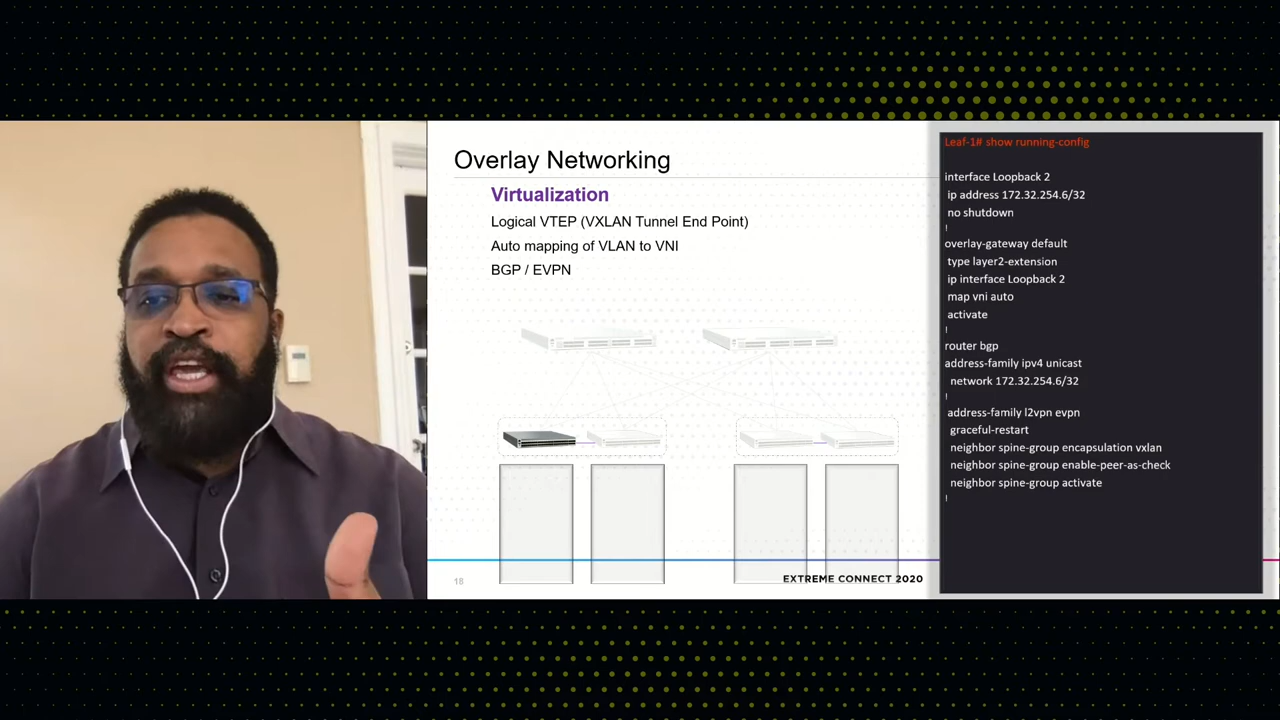 Overlay Networking
Virtualization
Logical VTEP (VXLAN Tunnel End Point)
Auto mapping of VLAN to VNI
BGP / EVPN
18
EXTREME CONNECT 2020
Leaf-1# show running-config
interface Loopback 2
ip address 172.32.254.6/32
no shutdown
!
overlay-gateway default
type layer2-extension
ip interface Loopback 2
map vni auto
activate
!
router bgp
address-family ipv4 unicast
network 172.32.254.6/32
!
address-family l2vpn evpn
graceful-restart
neighbor spine-group encapsulation vxlan
neighbor spine-group enable-peer-as-check
neighbor spine-group activate
!